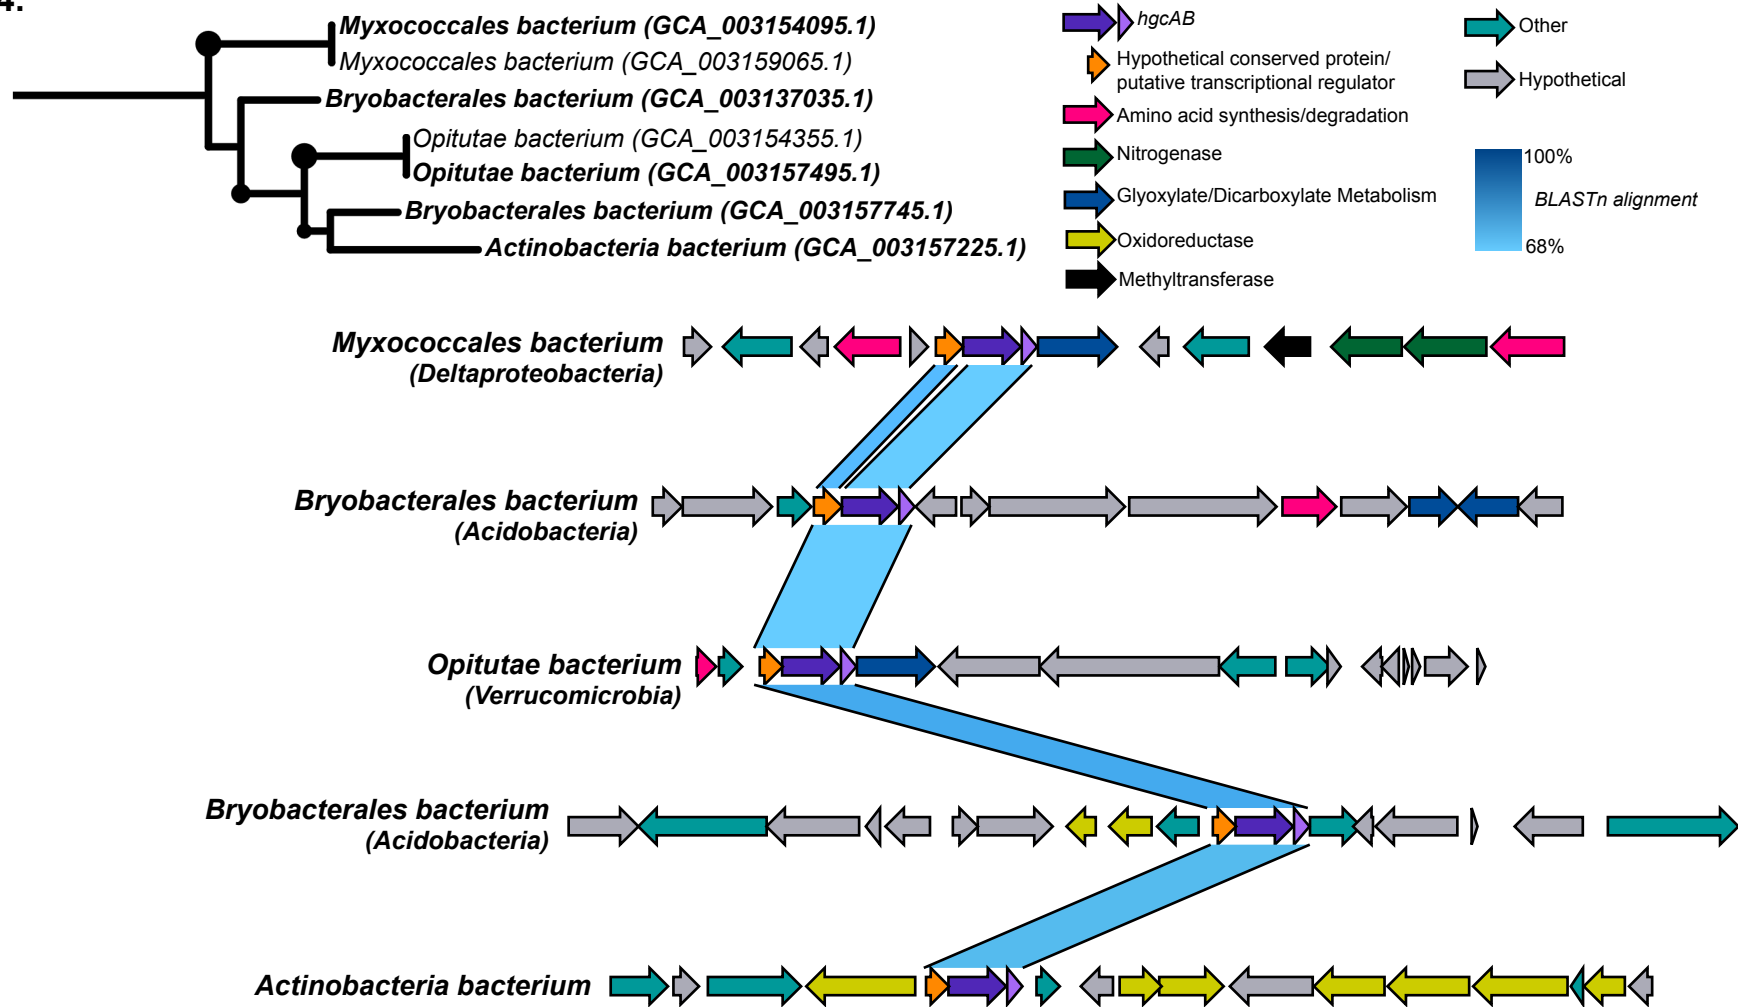 4.
Myxococcales bacterium (GCA_003154095.1)
Myxococcales bacterium (GCA_003159065.1)
Bryobacterales bacterium (GCA_003137035.1)
Opitutae bacterium (GCA_003154355.1)
Opitutae bacterium (GCA_003157495.1)
Bryobacterales bacterium (GCA_003157745.1)
Actinobacteria bacterium (GCA_003157225.1)
hgcAB
Hypothetical conserved protein/
putative transcriptional regulator
Amino acid synthesis/degradation
Nitrogenase
Glyoxylate/Dicarboxylate Metabolism
Oxidoreductase
Methyltransferase
Other
Hypothetical
100%
BLASTn alignment
68%
Myxococcales bacterium
(Deltaproteobacteria)
Bryobacterales bacterium
(Acidobacteria)
Opitutae bacterium
(Verrucomicrobia)
Bryobacterales bacterium
(Acidobacteria)
Actinobacteria bacterium